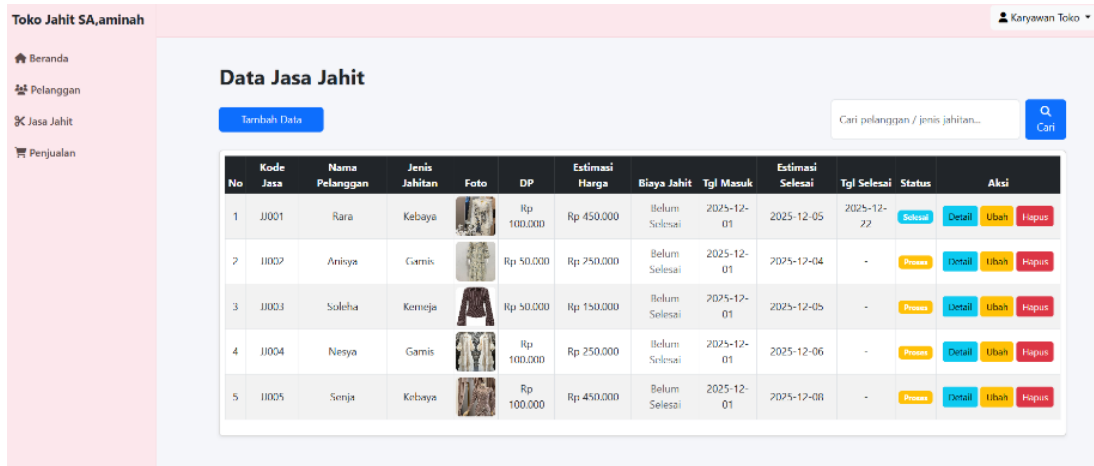 Toko Jahit SA,aminah
Karyawan Toko
Beranda
Pelanggan
Jasa Jahit
Penjualan
Data Jasa Jahit
Tambah Data
Cari pelanggan / jenis jahitan...
Cari
No Kode Jasa Nama Pelanggan Jenis Jahitan Foto DP Estimasi Harga Biaya Jahit Tgl Masuk Estimasi Selesai Tgl Selesai Status Aksi
1 JJ001 Rara Kebaya Rp 100.000 Rp 450.000 Belum Selesai 2025-12-01 2025-12-05 2025-12-22 Selesai Detail Ubah Hapus
2 JJ002 Anisya Gamis Rp 50.000 Rp 250.000 Belum Selesai 2025-12-01 2025-12-04 - Proses Detail Ubah Hapus
3 JJ003 Soleha Kemeja Rp 50.000 Rp 150.000 Belum Selesai 2025-12-01 2025-12-05 - Proses Detail Ubah Hapus
4 JJ004 Nesya Gamis Rp 100.000 Rp 250.000 Belum Selesai 2025-12-01 2025-12-06 - Proses Detail Ubah Hapus
5 JJ005 Senja Kebaya Rp 100.000 Rp 450.000 Belum Selesai 2025-12-01 2025-12-08 - Proses Detail Ubah Hapus